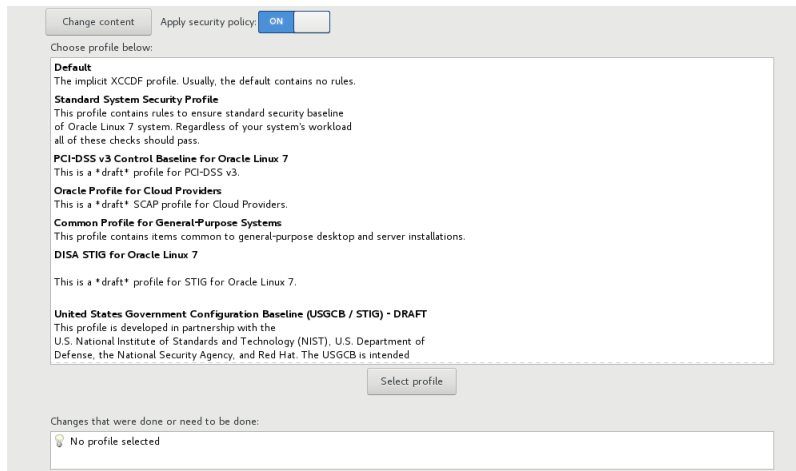 Change content Apply security policy: ON
Choose profile below:
Default
The implicit XCCDF profile. Usually, the default contains no rules.
Standard System Security Profile
This profile contains rules to ensure standard security baseline
of Oracle Linux 7 system. Regardless of your system's workload
all of these checks should pass.
PCI-DSS v3 Control Baseline for Oracle Linux 7
This is a *draft* profile for PCI-DSS v3.
Oracle Profile for Cloud Providers
This is a *draft* SCAP profile for Cloud Providers.
Common Profile for General-Purpose Systems
This profile contains items common to general-purpose desktop and server installations.
DISA STIG for Oracle Linux 7
This is a *draft* profile for STIG for Oracle Linux 7.
United States Government Configuration Baseline (USGCB / STIG) - DRAFT
This profile is developed in partnership with the
U.S. National Institute of Standards and Technology (NIST), U.S. Department of
Defense, the National Security Agency, and Red Hat. The USGCB is intended
Select profile
Changes that were done or need to be done:
No profile selected